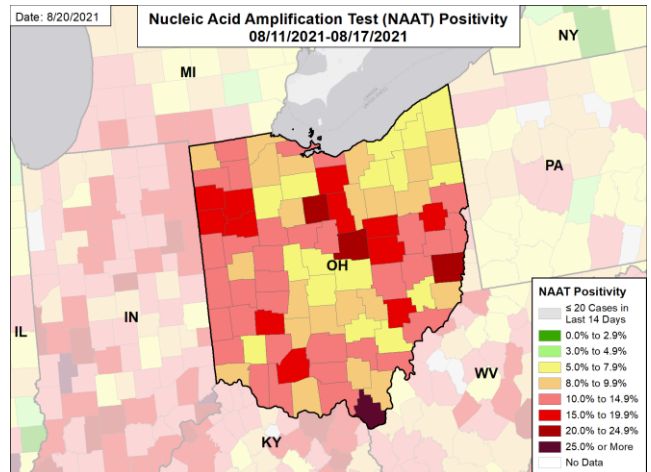 Date: 8/20/2021
Nucleic Acid Amplification Test (NAAT) Positivity
08/11/2021-08/17/2021
NY
MI
PA
OH
IN
IL
WV
KY
NAAT Positivity
≤ 20 Cases in
Last 14 Days
0.0% to 2.9%
3.0% to 4.9%
5.0% to 7.9%
8.0% to 9.9%
10.0% to 14.9%
15.0% to 19.9%
20.0% to 24.9%
25.0% or More
No Data